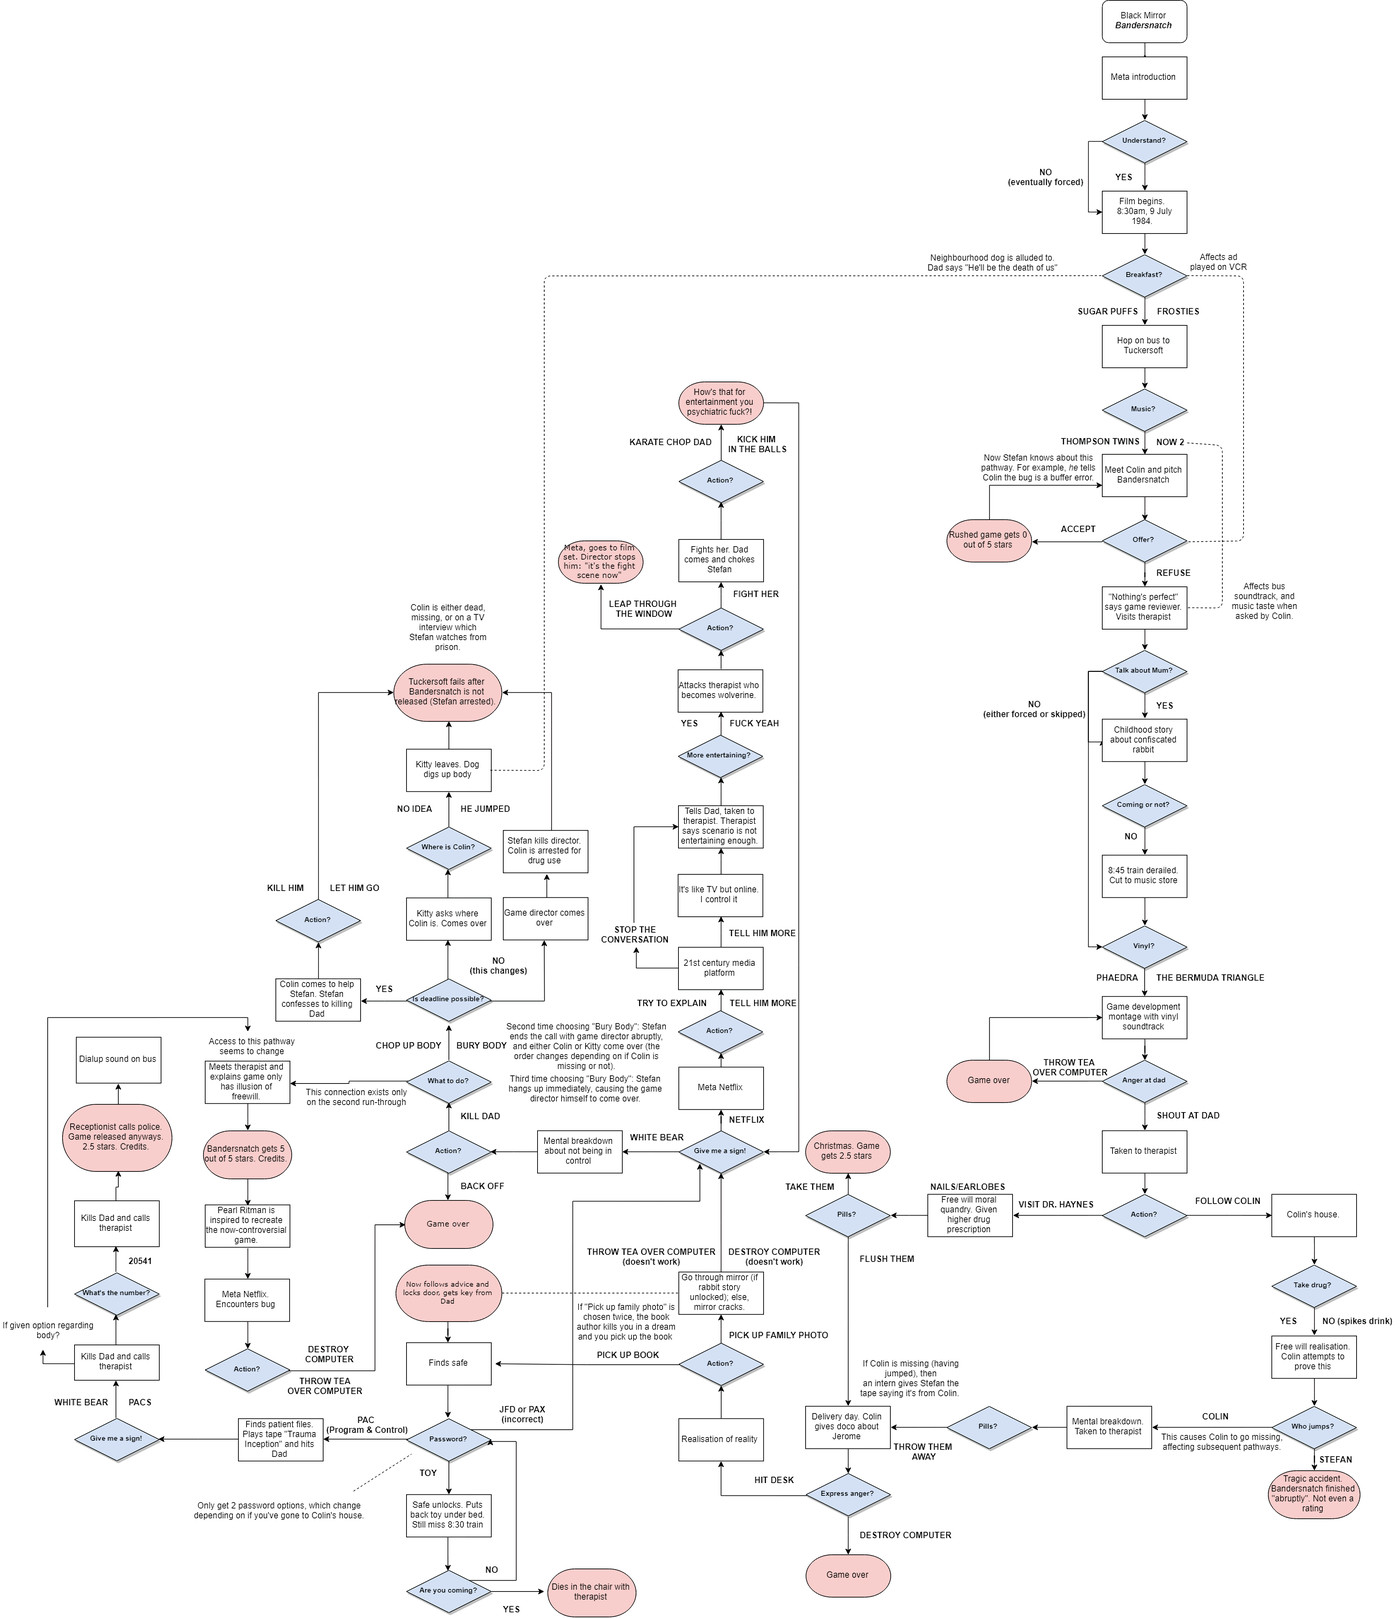 Black Mirror
Bandersnatch
Meta introduction
Understand?
NO
(eventually forced)
YES
Film begins.
8:30am, 9 July
1984.
Neighbourhood dog is alluded to.
Dad says "He'll be the death of us"
Breakfast?
Affects ad
played on VCR
SUGAR PUFFS
FROSTIES
Hop on bus to
Tuckersoft
Music?
THOMPSON TWINS
NOW 2
Now Stefan knows about this
pathway. For example, he tells
Colin the bug is a buffer error.
Meet Colin and pitch
Bandersnatch
Rushed game gets 0
out of 5 stars
ACCEPT
Offer?
REFUSE
"Nothing's perfect"
says game reviewer.
Visits therapist
Affects bus
soundtrack, and
music taste when
asked by Colin.
Talk about Mum?
NO
(either forced or skipped)
YES
Childhood story
about confiscated
rabbit
Coming or not?
NO
8:45 train derailed.
Cut to music store
Vinyl?
PHAEDRA
THE BERMUDA TRIANGLE
Game development
montage with vinyl
soundtrack
Game over
THROW TEA
OVER COMPUTER
Anger at dad
SHOUT AT DAD
Taken to therapist
Action?
FOLLOW COLIN
Colin's house.
Take drug?
YES
NO (spikes drink)
Free will realisation.
Colin attempts to
prove this
Who jumps?
COLIN
This causes Colin to go missing,
affecting subsequent pathways.
STEFAN
Tragic accident.
Bandersnatch finished
"abruptly". Not even a
rating
Mental breakdown.
Taken to therapist
Pills?
THROW THEM
AWAY
VISIT DR. HAYNES
NAILS/EARLOBES
Free will moral
quandry. Given
higher drug
prescription
Pills?
TAKE THEM
Christmas. Game
gets 2.5 stars
FLUSH THEM
If Colin is missing (having
jumped), then
an intern gives Stefan the
tape saying it's from Colin.
Delivery day. Colin
gives doco about
Jerome
Express anger?
DESTROY COMPUTER
Game over
HIT DESK
Realisation of reality
Action?
PICK UP FAMILY PHOTO
PICK UP BOOK
If "Pick up family photo" is
chosen twice, the book
author kills you in a dream
and you pick up the book
Go through mirror (if
rabbit story
unlocked); else,
mirror cracks.
THROW TEA OVER COMPUTER
(doesn't work)
DESTROY COMPUTER
(doesn't work)
Give me a sign!
NETFLIX
Meta Netflix
Action?
TRY TO EXPLAIN
TELL HIM MORE
21st century media
platform
STOP THE
CONVERSATION
TELL HIM MORE
It's like TV but online.
I control it
Tells Dad, taken to
therapist. Therapist
says scenario is not
entertaining enough.
More entertaining?
YES
FUCK YEAH
Attacks therapist who
becomes wolverine.
Action?
LEAP THROUGH
THE WINDOW
Meta, goes to film
set. Director stops
him: "it's the fight
scene now"
FIGHT HER
Fights her. Dad
comes and chokes
Stefan
Action?
KARATE CHOP DAD
KICK HIM
IN THE BALLS
How's that for
entertainment you
psychiatric fuck?!
WHITE BEAR
Mental breakdown
about not being in
control
Action?
BACK OFF
Game over
KILL DAD
What to do?
This connection exists only
on the second run-through
CHOP UP BODY
BURY BODY
Second time choosing "Bury Body": Stefan
ends the call with game director abruptly,
and either Colin or Kitty come over (the
order changes depending on if Colin is
missing or not).
Third time choosing "Bury Body": Stefan
hangs up immediately, causing the game
director himself to come over.
Is deadline possible?
YES
NO
(this changes)
Colin comes to help
Stefan. Stefan
confesses to killing
Dad
Action?
KILL HIM
LET HIM GO
Kitty asks where
Colin is. Comes over
Where is Colin?
NO IDEA
HE JUMPED
Kitty leaves. Dog
digs up body
Game director comes
over
Stefan kills director.
Colin is arrested for
drug use
Tuckersoft fails after
Bandersnatch is not
released (Stefan arrested).
Colin is either dead,
missing, or on a TV
interview which
Stefan watches from
prison.
Access to this pathway
seems to change
Meets therapist and
explains game only
has illusion of
freewill.
Bandersnatch gets 5
out of 5 stars. Credits.
Pearl Ritman is
inspired to recreate
the now-controversial
game.
Meta Netflix.
Encounters bug
Action?
DESTROY
COMPUTER
THROW TEA
OVER COMPUTER
Now follows advice and
locks door, gets key from
Dad
Finds safe
Password?
JFD or PAX
(incorrect)
PAC
(Program & Control)
TOY
Only get 2 password options, which change
depending on if you've gone to Colin's house.
Safe unlocks. Puts
back toy under bed.
Still miss 8:30 train
Are you coming?
NO
YES
Dies in the chair with
therapist
Finds patient files.
Plays tape "Trauma
Inception" and hits
Dad
Give me a sign!
WHITE BEAR
PACS
Kills Dad and calls
therapist
If given option regarding
body?
What's the number?
20541
Kills Dad and calls
therapist
Receptionist calls police.
Game released anyways.
2.5 stars. Credits.
Dialup sound on bus